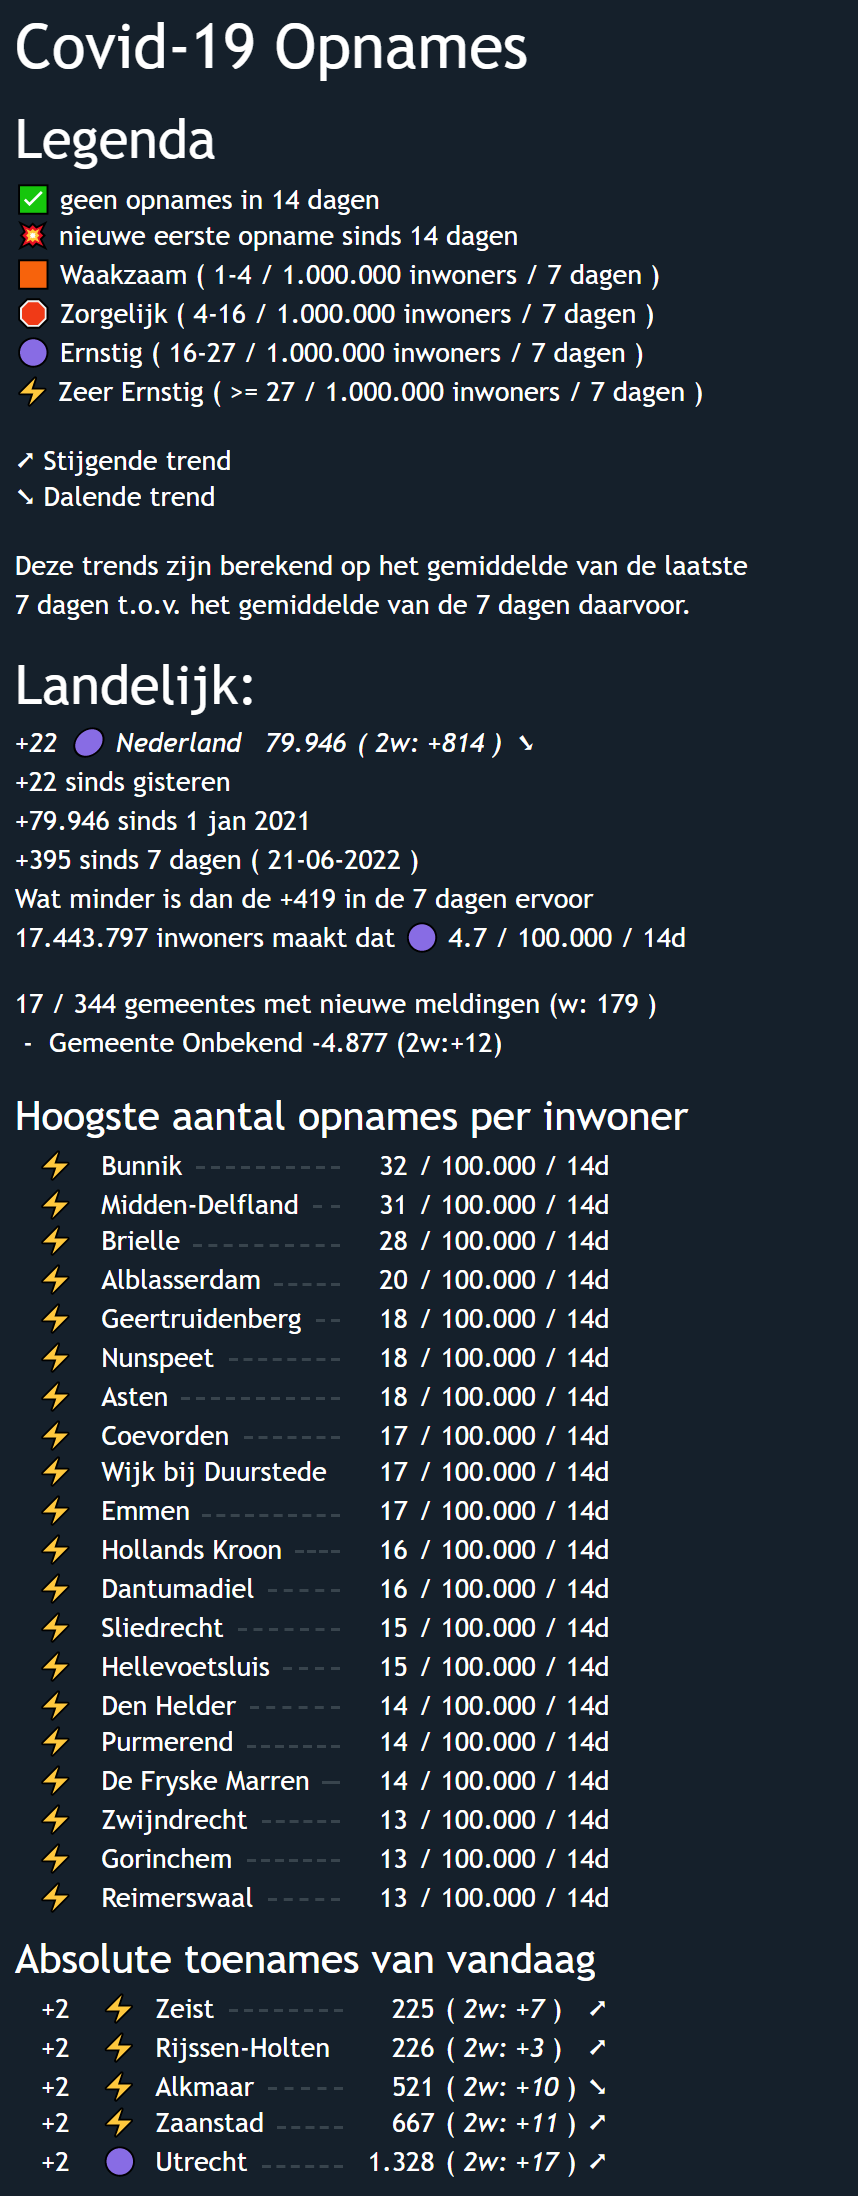 Covid-19 Opnames
Legenda
✅ geen opnames in 14 dagen
💥 nieuwe eerste opname sinds 14 dagen
🟧 Waakzaam ( 1-4 / 1.000.000 inwoners / 7 dagen )
🛑 Zorgelijk ( 4-16 / 1.000.000 inwoners / 7 dagen )
🟣 Ernstig ( 16-27 / 1.000.000 inwoners / 7 dagen )
⚡ Zeer Ernstig ( >= 27 / 1.000.000 inwoners / 7 dagen )
➚ Stijgende trend
➘ Dalende trend
Deze trends zijn berekend op het gemiddelde van de laatste
7 dagen t.o.v. het gemiddelde van de 7 dagen daarvoor.
Landelijk:
+22 🟣 Nederland 79.946 ( 2w: +814 ) ➘
+22 sinds gisteren
+79.946 sinds 1 jan 2021
+395 sinds 7 dagen ( 21-06-2022 )
Wat minder is dan de +419 in de 7 dagen ervoor
17.443.797 inwoners maakt dat 🟣 4.7 / 100.000 / 14d
17 / 344 gemeentes met nieuwe meldingen (w: 179 )
- Gemeente Onbekend -4.877 (2w:+12)
Hoogste aantal opnames per inwoner
⚡ Bunnik ---------- 32 / 100.000 / 14d
⚡ Midden-Delfland -- 31 / 100.000 / 14d
⚡ Brielle ---------- 28 / 100.000 / 14d
⚡ Alblasserdam ----- 20 / 100.000 / 14d
⚡ Geertruidenberg -- 18 / 100.000 / 14d
⚡ Nunspeet -------- 18 / 100.000 / 14d
⚡ Asten ----------- 18 / 100.000 / 14d
⚡ Coevorden ------- 17 / 100.000 / 14d
⚡ Wijk bij Duurstede 17 / 100.000 / 14d
⚡ Emmen ---------- 17 / 100.000 / 14d
⚡ Hollands Kroon ---- 16 / 100.000 / 14d
⚡ Dantumadiel ----- 16 / 100.000 / 14d
⚡ Sliedrecht ------- 15 / 100.000 / 14d
⚡ Hellevoetsluis ---- 15 / 100.000 / 14d
⚡ Den Helder ------ 14 / 100.000 / 14d
⚡ Purmerend ------- 14 / 100.000 / 14d
⚡ De Fryske Marren - 14 / 100.000 / 14d
⚡ Zwijndrecht ------ 13 / 100.000 / 14d
⚡ Gorinchem ------- 13 / 100.000 / 14d
⚡ Reimerswaal ----- 13 / 100.000 / 14d
Absolute toenames van vandaag
+2 ⚡ Zeist -------- 225 ( 2w: +7 ) ➚
+2 ⚡ Rijssen-Holten 226 ( 2w: +3 ) ➚
+2 ⚡ Alkmaar ------ 521 ( 2w: +10 ) ➘
+2 ⚡ Zaanstad ----- 667 ( 2w: +11 ) ➚
+2 🟣 Utrecht ------ 1.328 ( 2w: +17 ) ➚